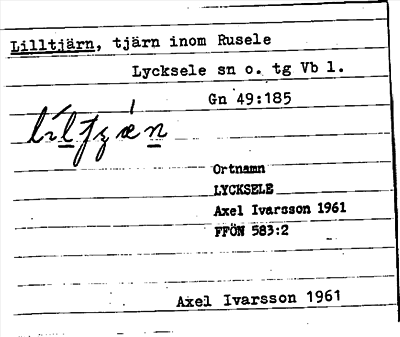 Lilltjärn, tjärn inom Rusele
Lycksele sn o. tg Vb l.
Gn 49:185
Ortnamn
LYCKSELE
Axel Ivarsson 1961
FFÖN 583:2
Axel Ivarsson 1961